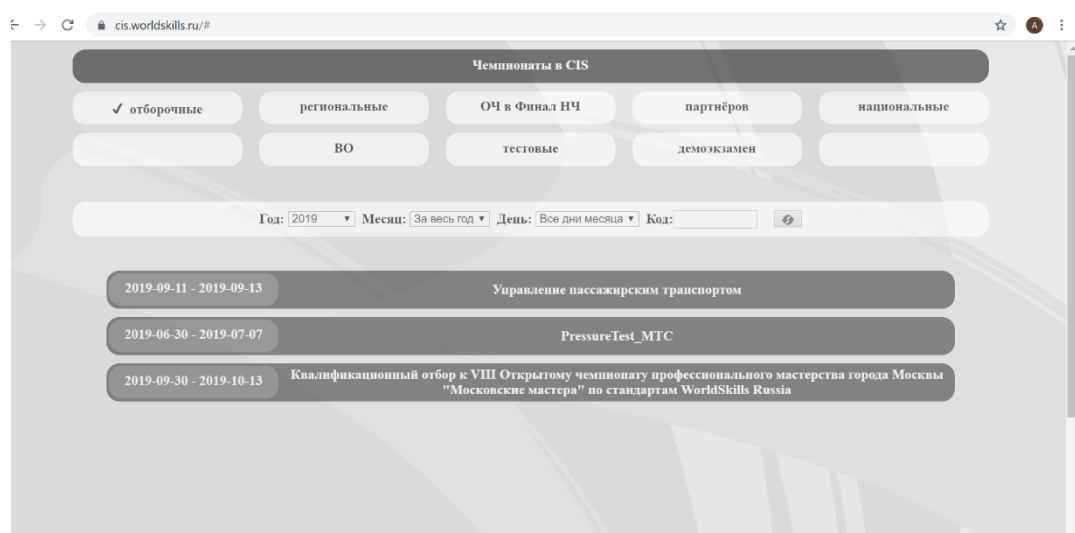 cis.worldskills.ru/#
A
Чемпионаты в CIS
✓ отборочные региональные ОЧ в Финал НЧ партнёров национальные
ВО тестовые демоэкзамен
Год: 2019 Месяц: За весь год День: Все дни месяца Код:
2019-09-11 - 2019-09-13 Управление пассажирским транспортом
2019-06-30 - 2019-07-07 PressureTest_МТС
2019-09-30 - 2019-10-13 Квалификационный отбор к VIII Открытому чемпионату профессионального мастерства города Москвы
"Московские мастера" по стандартам WorldSkills Russia